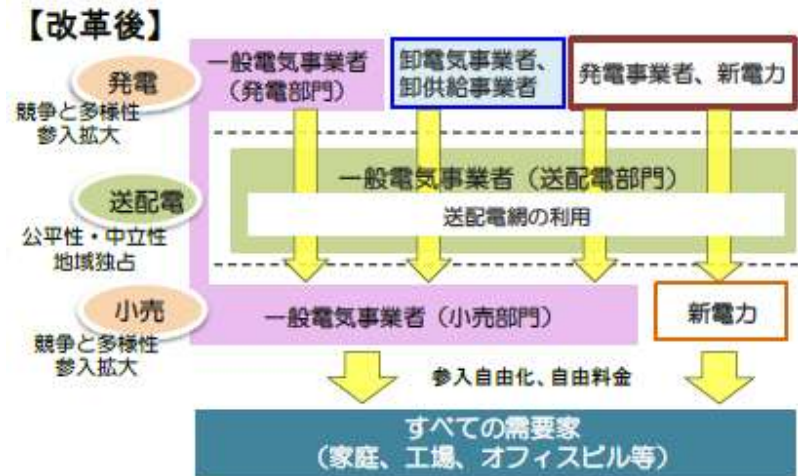 【改革後】
発電
競争と多様性
参入拡大
一般電気事業者
（発電部門）
卸電気事業者、
卸供給事業者
発電事業者、新電力
送配電
公平性・中立性
地域独占
一般電気事業者（送配電部門）
送配電網の利用
小売
競争と多様性
参入拡大
一般電気事業者（小売部門）
新電力
参入自由化、自由料金
すべての需要家
（家庭、工場、オフィスビル等）